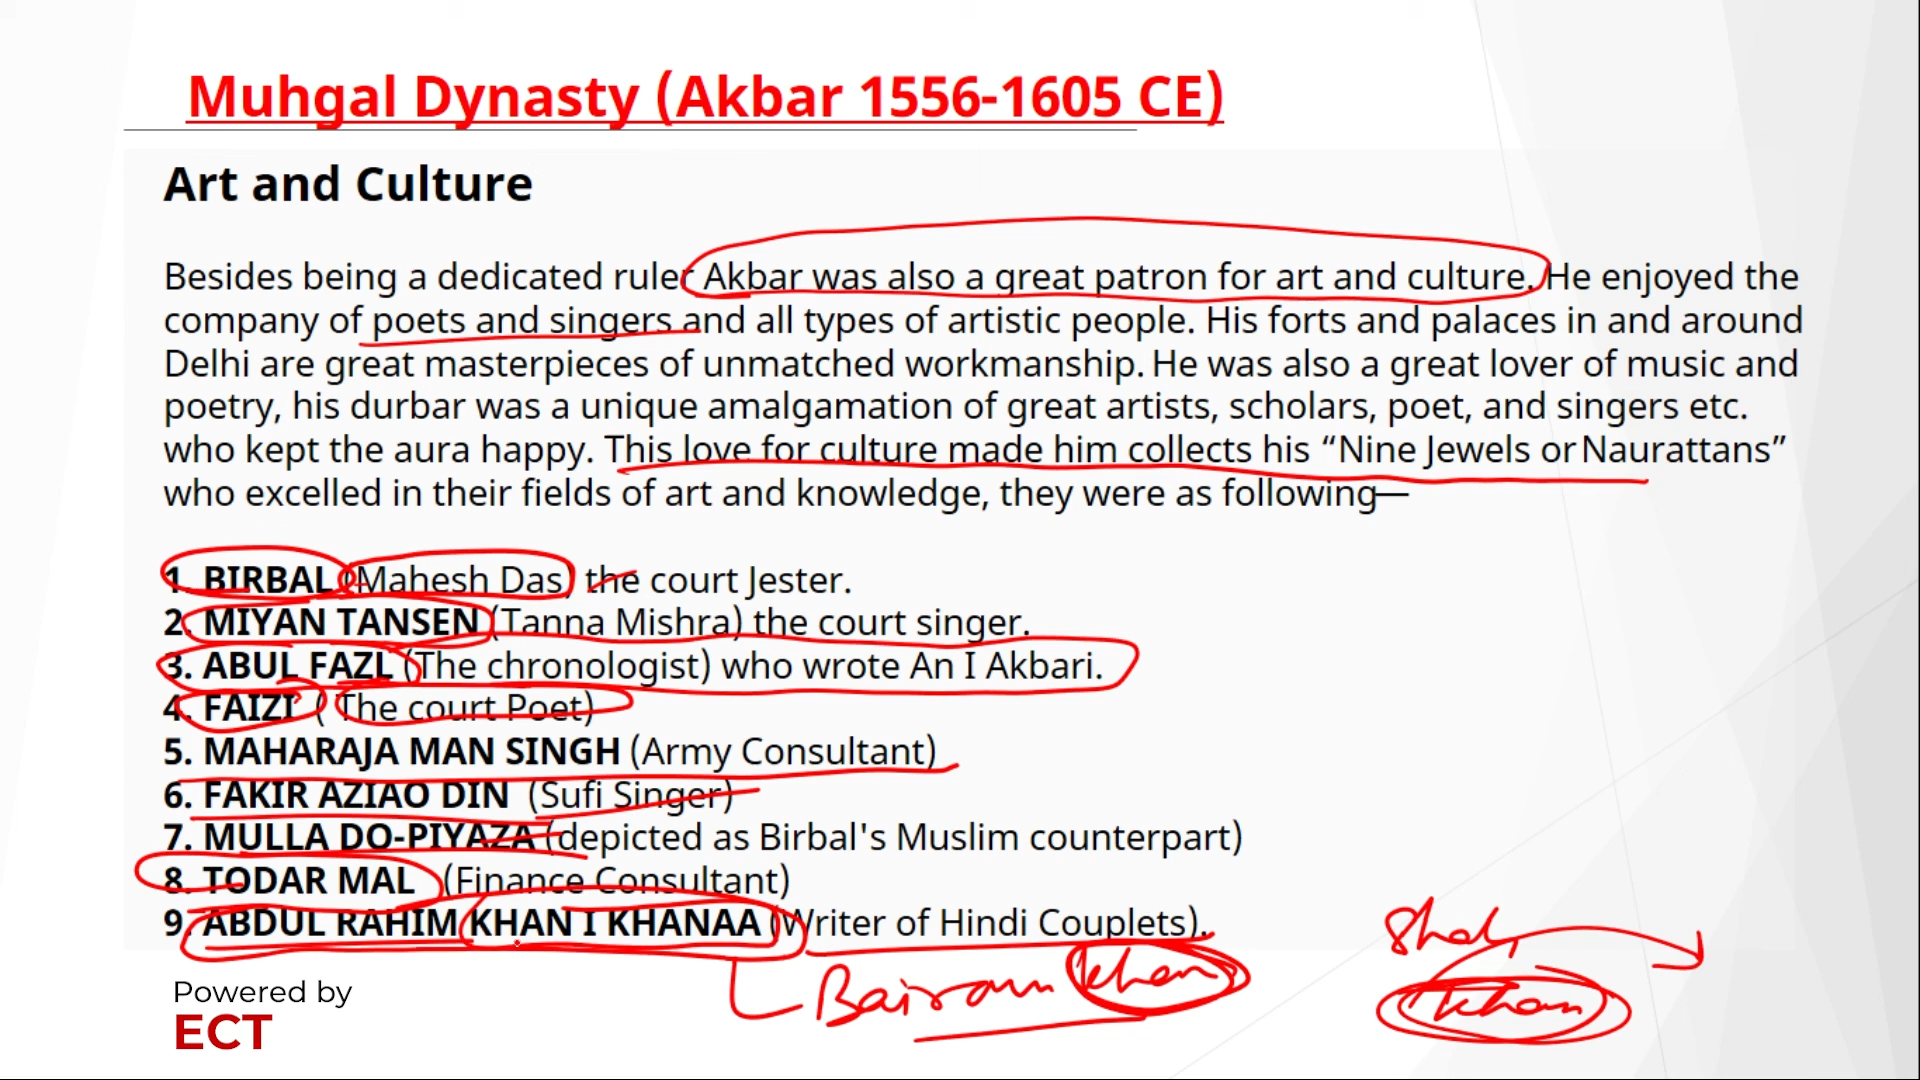 Muhgal Dynasty (Akbar 1556-1605 CE)
Art and Culture
Besides being a dedicated ruler Akbar was also a great patron for art and culture. He enjoyed the
company of poets and singers and all types of artistic people. His forts and palaces in and around
Delhi are great masterpieces of unmatched workmanship. He was also a great lover of music and
poetry, his durbar was a unique amalgamation of great artists, scholars, poet, and singers etc.
who kept the aura happy. This love for culture made him collects his “Nine Jewels or Naurattans”
who excelled in their fields of art and knowledge, they were as following—
1. BIRBAL (Mahesh Das) the court Jester.
2. MIYAN TANSEN (Tanna Mishra) the court singer.
3. ABUL FAZL (The chronologist) who wrote An I Akbari.
4. FAIZI ( The court Poet)
5. MAHARAJA MAN SINGH (Army Consultant)
6. FAKIR AZIAO DIN (Sufi Singer)
7. MULLA DO-PIYAZA (depicted as Birbal's Muslim counterpart)
8. TODAR MAL (Finance Consultant)
9. ABDUL RAHIM KHAN I KHANAA (Writer of Hindi Couplets).
Bairam Khan
Khan
Powered by
ECT